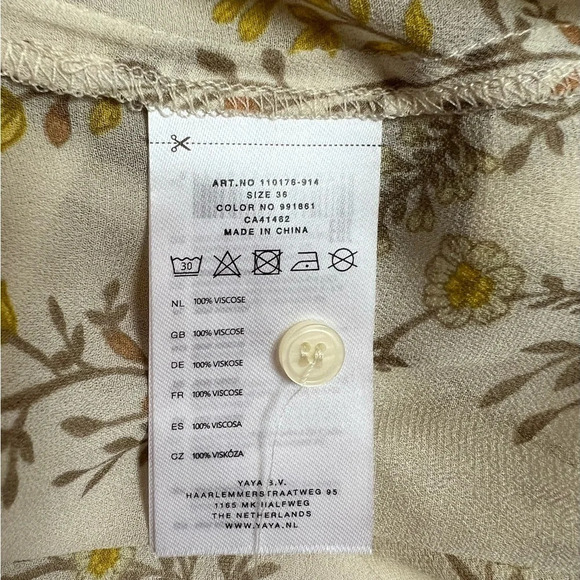 ART.NO 110178-914
SIZE 36
COLOR NO 991861
CA41462
MADE IN CHINA
30
NL 100% VISCOSE
GB 100% VISCOSE
DE 100% VISKOSE
FR 100% VISCOSE
ES 100% VISCOSA
CZ 100% VISKÓZA
YAYA B.V.
HAARLEMMERSTRAATWEG 95
1165 MK HALFWEG
THE NETHERLANDS
WWW.YAYA.NL